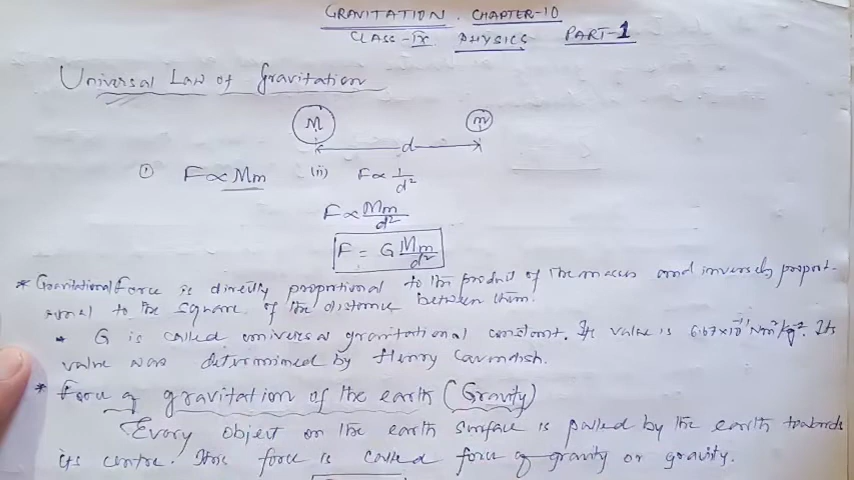 GRAVITATION. CHAPTER-10
CLASS-IX PHYSICS PART-1
Universal Law of Gravitation
M m
d
(i) F ∝ Mm (ii) F ∝ 1/d²
F ∝ Mm/d²
F = G Mm/d²
* Gravitational Force is directly proportional to the product of the masses and inversely proport-
ional to the square of the distance between them.
* G is called universal gravitational constant. Its value is 6.67×10⁻¹¹ Nm²/kg². Its
value was determined by Henry Cavendish.
* Force of gravitation of the earth (Gravity)
Every object on the earth surface is pulled by the earth towards
its centre. This force is called force of gravity or gravity.